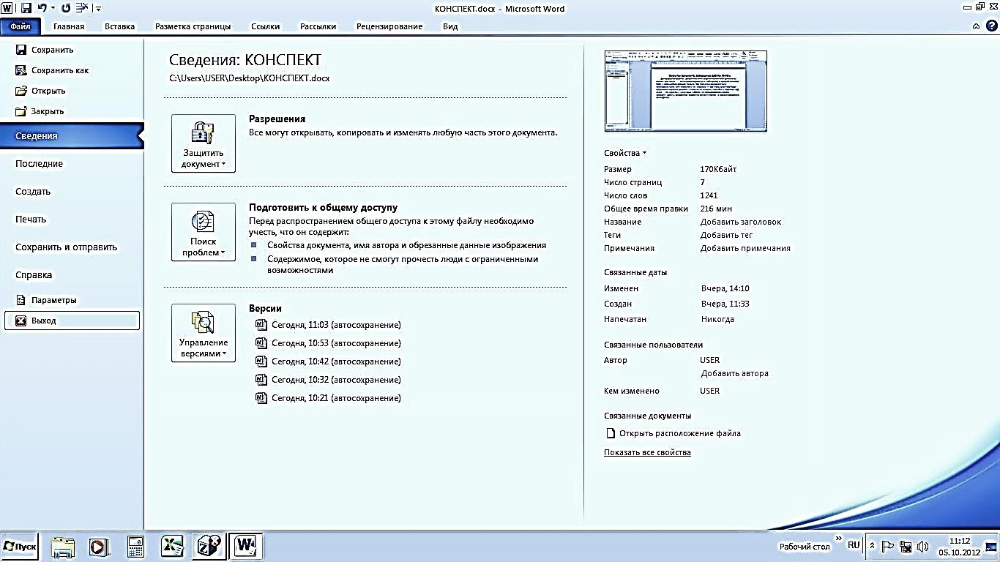 КОНСПЕКТ.docx - Microsoft Word
Файл Главная Вставка Разметка страницы Ссылки Рассылки Рецензирование Вид
Сохранить
Сохранить как
Открыть
Закрыть
Сведения
Последние
Создать
Печать
Сохранить и отправить
Справка
Параметры
Выход
Сведения: КОНСПЕКТ
C:\Users\USER\Desktop\КОНСПЕКТ.docx
Защитить
документ
Разрешения
Все могут открывать, копировать и изменять любую часть этого документа.
Поиск
проблем
Подготовить к общему доступу
Перед распространением общего доступа к этому файлу необходимо
учесть, что он содержит:
Свойства документа, имя автора и обрезанные данные изображения
Содержимое, которое не смогут прочесть люди с ограниченными
возможностями
Управление
версиями
Версии
Сегодня, 11:03 (автосохранение)
Сегодня, 10:53 (автосохранение)
Сегодня, 10:42 (автосохранение)
Сегодня, 10:32 (автосохранение)
Сегодня, 10:21 (автосохранение)
Свойства
Размер 170Кбайт
Число страниц 7
Число слов 1241
Общее время правки 216 мин
Название Добавить заголовок
Теги Добавить тег
Примечания Добавить примечания
Связанные даты
Изменен Вчера, 14:10
Создан Вчера, 11:33
Напечатан Никогда
Связанные пользователи
Автор USER
Добавить автора
Кем изменено USER
Связанные документы
Открыть расположение файла
Показать все свойства
Пуск
Рабочий стол
RU
11:12
05.10.2012